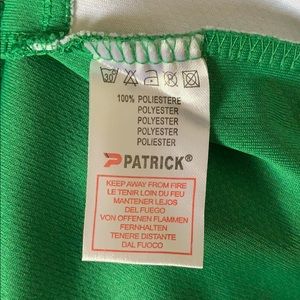 30
100% POLIESTERE
POLYESTER
POLYESTER
POLYESTER
POLIESTER
PATRICK®
KEEP AWAY FROM FIRE
LE TENIR LOIN DU FEU
MANTENER LEJOS
DEL FUEGO
VON OFFENEN FLAMMEN
FERNHALTEN
TENERE DISTANTE
DAL FUOCO